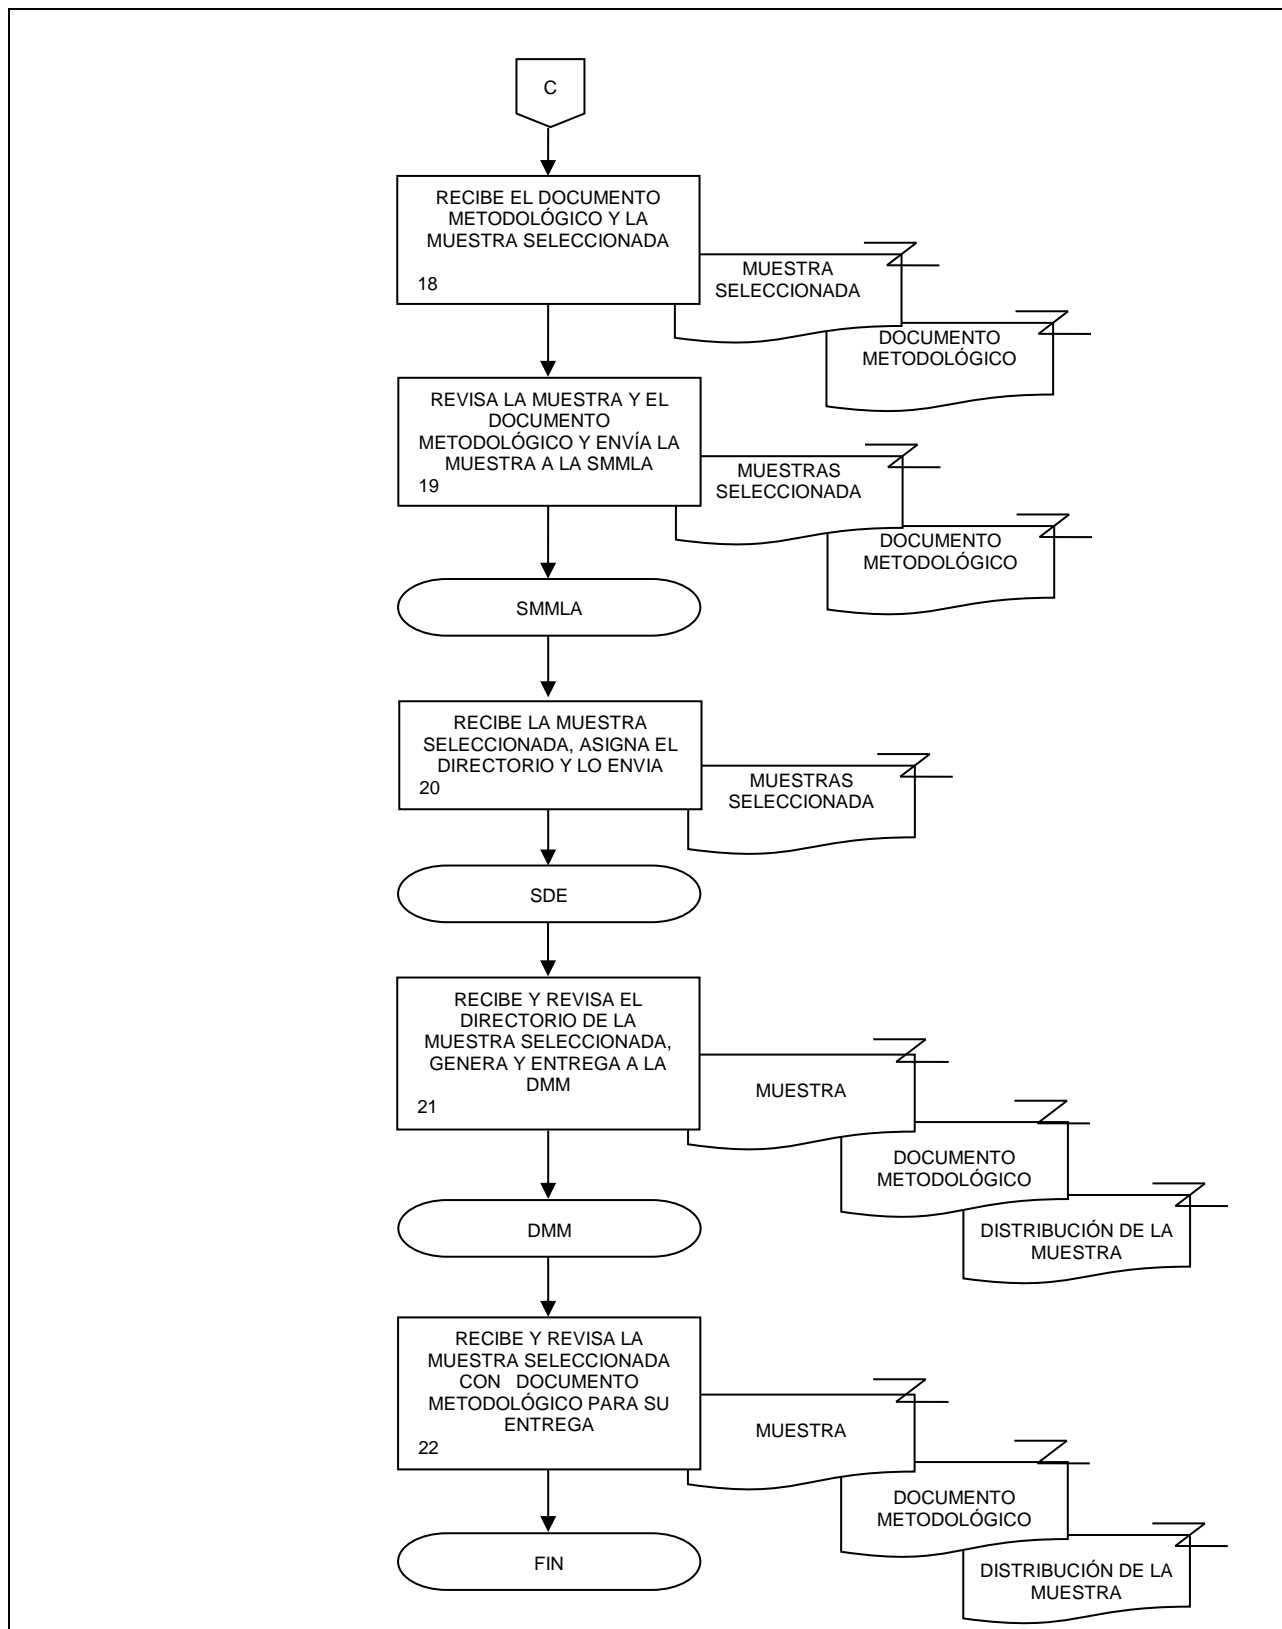 C
RECIBE EL DOCUMENTO
METODOLÓGICO Y LA
MUESTRA SELECCIONADA
18
MUESTRA
SELECCIONADA
DOCUMENTO
METODOLÓGICO
REVISA LA MUESTRA Y EL
DOCUMENTO
METODOLÓGICO Y ENVÍA LA
MUESTRA A LA SMMLA
19
MUESTRAS
SELECCIONADA
DOCUMENTO
METODOLÓGICO
SMMLA
RECIBE LA MUESTRA
SELECCIONADA, ASIGNA EL
DIRECTORIO Y LO ENVIA
20
MUESTRAS
SELECCIONADA
SDE
RECIBE Y REVISA EL
DIRECTORIO DE LA
MUESTRA SELECCIONADA,
GENERA Y ENTREGA A LA
DMM
21
MUESTRA
DOCUMENTO
METODOLÓGICO
DISTRIBUCIÓN DE LA
MUESTRA
DMM
RECIBE Y REVISA LA
MUESTRA SELECCIONADA
CON DOCUMENTO
METODOLÓGICO PARA SU
ENTREGA
22
MUESTRA
DOCUMENTO
METODOLÓGICO
DISTRIBUCIÓN DE LA
MUESTRA
FIN